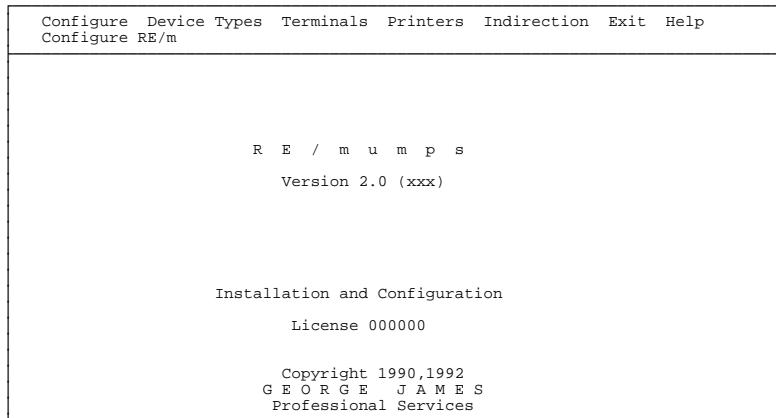 Configure Device Types Terminals Printers Indirection Exit Help
Configure RE/m
R E / m u m p s
Version 2.0 (xxx)
Installation and Configuration
License 000000
Copyright 1990,1992
G E O R G E J A M E S
Professional Services